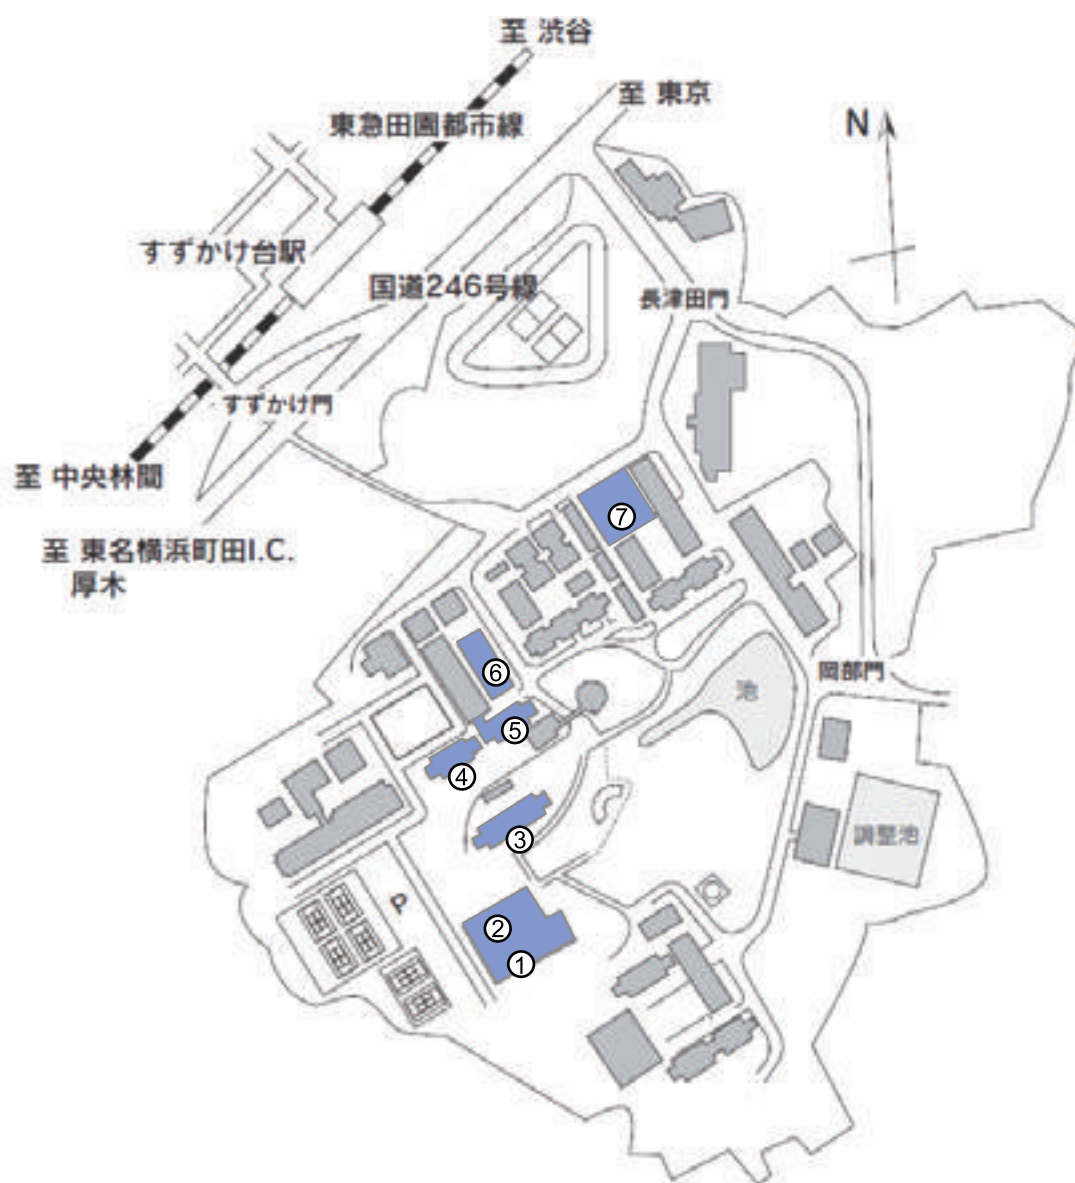 至 渋谷
至 東京
東急田園都市線
N
すずかけ台駅
国道246号線
長津田門
すずかけ門
至 中央林間
至 東名横浜町田I.C.
厚木
⑦
⑥
岡部門
池
⑤
④
③
調整池
P
②
①